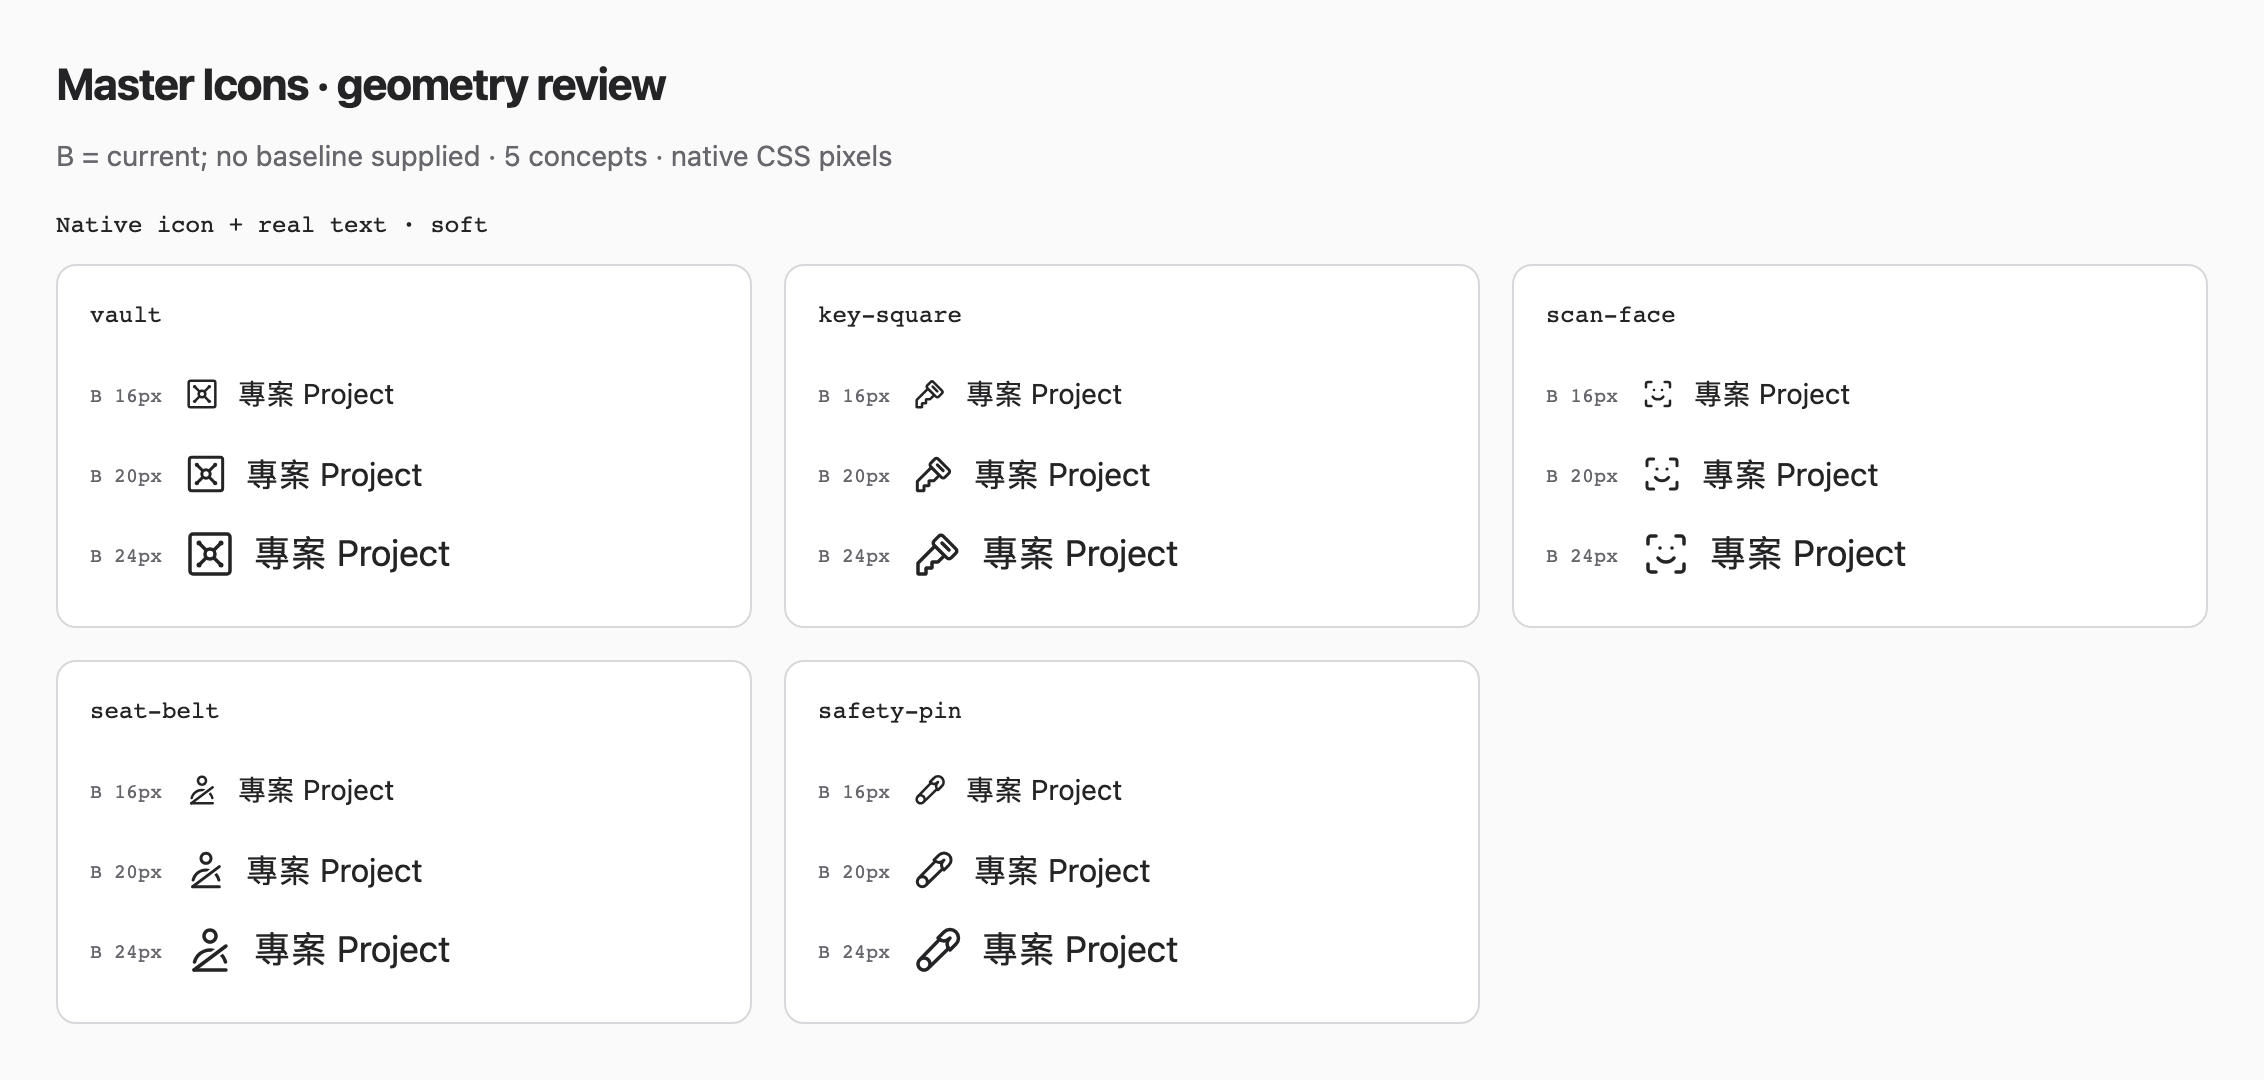 Master Icons · geometry review
B = current; no baseline supplied · 5 concepts · native CSS pixels
Native icon + real text · soft
vault
B 16px 專案 Project
B 20px 專案 Project
B 24px 專案 Project
key-square
B 16px 專案 Project
B 20px 專案 Project
B 24px 專案 Project
scan-face
B 16px 專案 Project
B 20px 專案 Project
B 24px 專案 Project
seat-belt
B 16px 專案 Project
B 20px 專案 Project
B 24px 專案 Project
safety-pin
B 16px 專案 Project
B 20px 專案 Project
B 24px 專案 Project